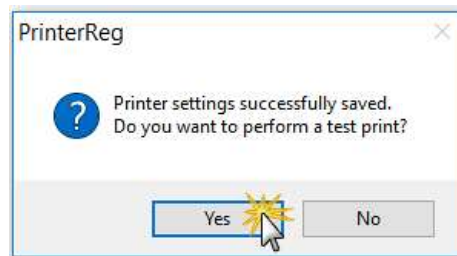 PrinterReg
Printer settings successfully saved.
Do you want to perform a test print?
Yes
No